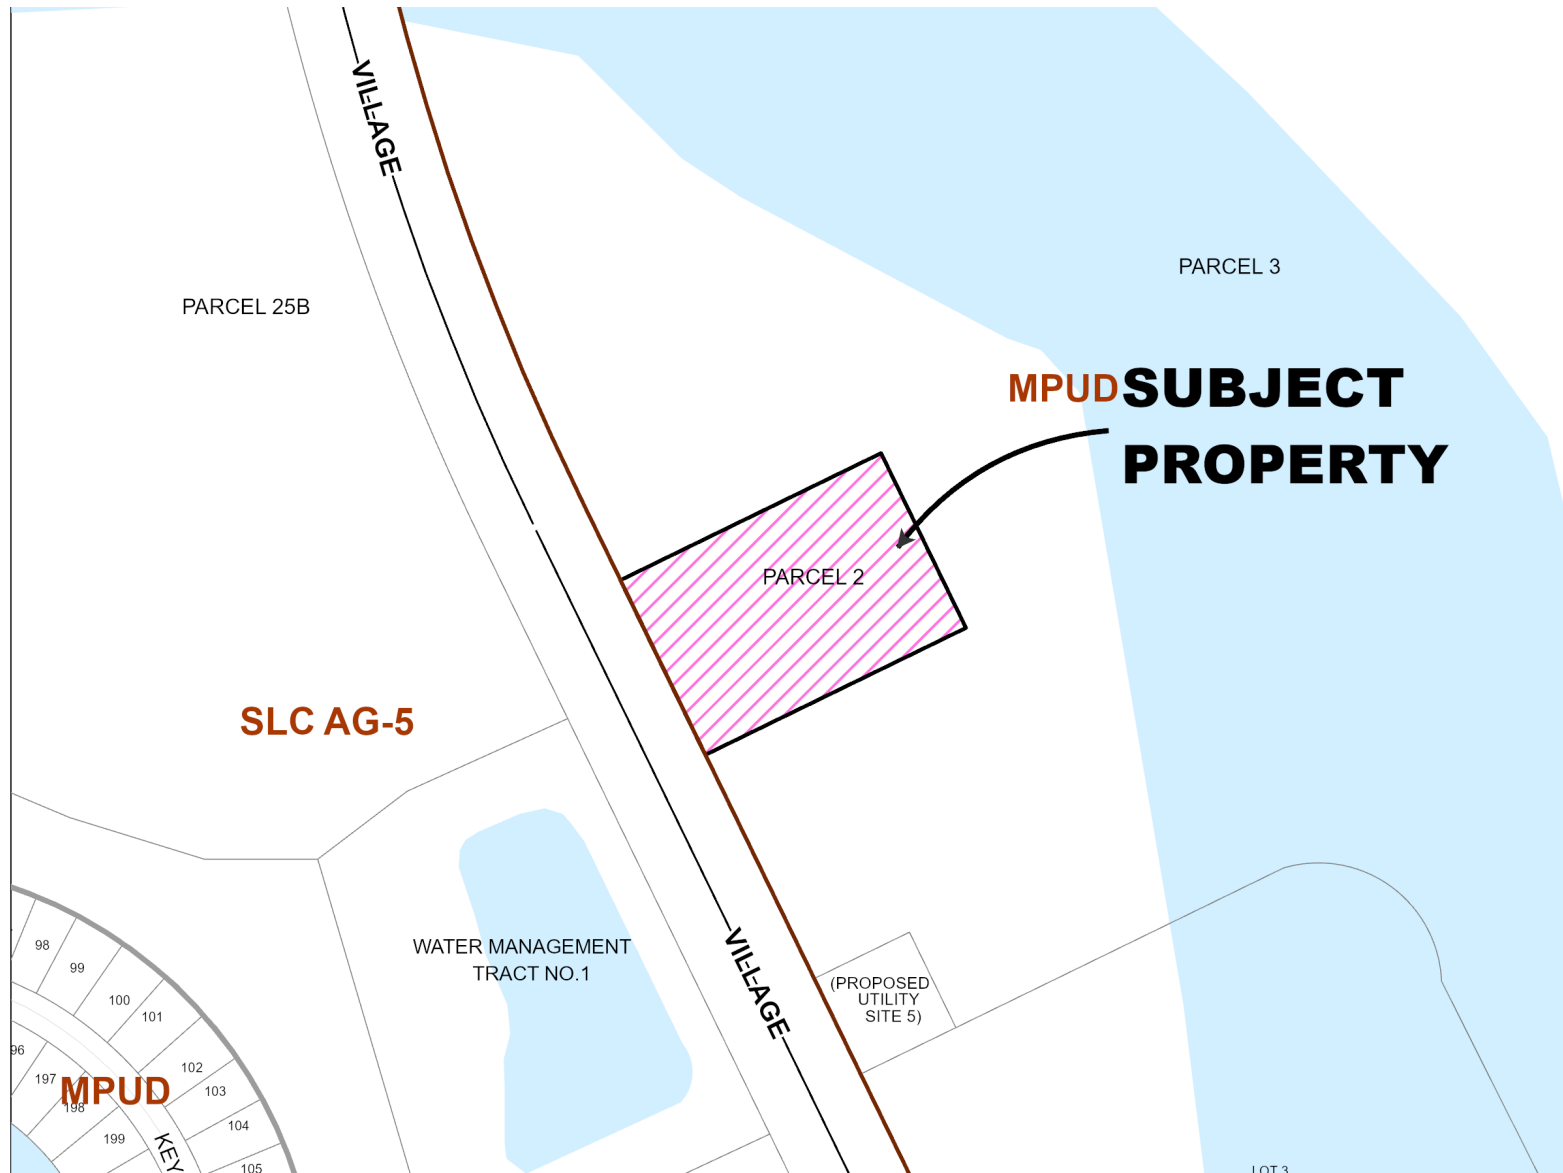 VILLAGE
PARCEL 3
PARCEL 25B
MPUD
SUBJECT
PROPERTY
PARCEL 2
SLC AG-5
WATER MANAGEMENT
TRACT NO.1
VILLAGE
(PROPOSED
UTILITY
SITE 5)
98
99
100
101
102
103
104
105
96
197
198
199
MPUD
KEY
LOT 3